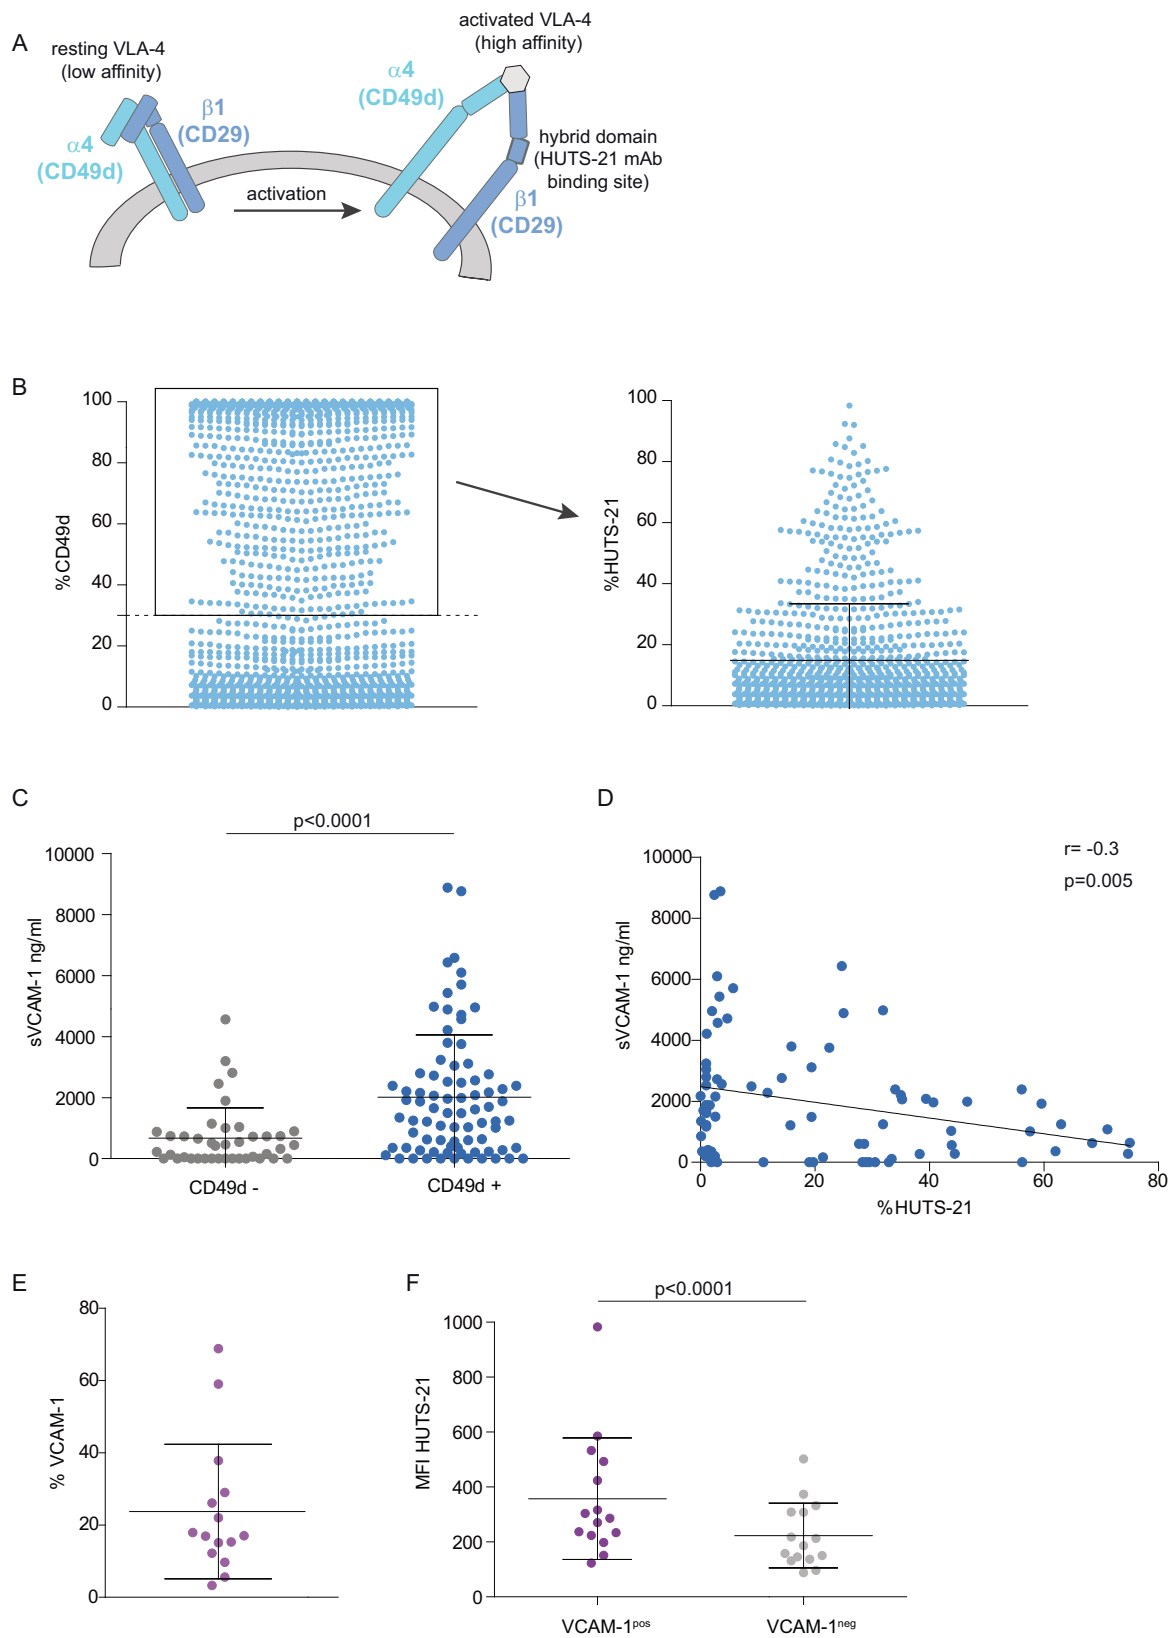 A
resting VLA-4
(low affinity)
activated VLA-4
(high affinity)
α4
(CD49d)
β1
(CD29)
α4
(CD49d)
hybrid domain
(HUTS-21 mAb
binding site)
activation
β1
(CD29)
B
%CD49d
100
80
60
40
20
0
%HUTS-21
100
80
60
40
20
0
C
p<0.0001
sVCAM-1 ng/ml
10000
8000
6000
4000
2000
0
CD49d -
CD49d +
D
r= -0.3
p=0.005
sVCAM-1 ng/ml
10000
8000
6000
4000
2000
0
0 20 40 60 80
%HUTS-21
E
% VCAM-1
80
60
40
20
0
F
p<0.0001
MFI HUTS-21
1000
800
600
400
200
0
VCAM-1pos
VCAM-1neg